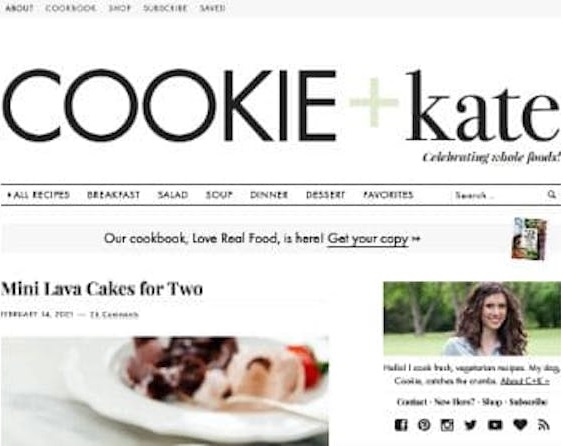 ABOUT COOKBOOK SHOP SUBSCRIBE SAVED
COOKIE + kate
Celebrating whole foods!
▸ALL RECIPES BREAKFAST SALAD SOUP DINNER DESSERT FAVORITES Search...
Our cookbook, Love Real Food, is here! Get your copy ↣
Mini Lava Cakes for Two
FEBRUARY 14, 2021 — 26 Comments
Hello! I cook fresh, vegetarian recipes. My dog,
Cookie, catches the crumbs. About C+K »
Contact · New Here? · Shop · Subscribe